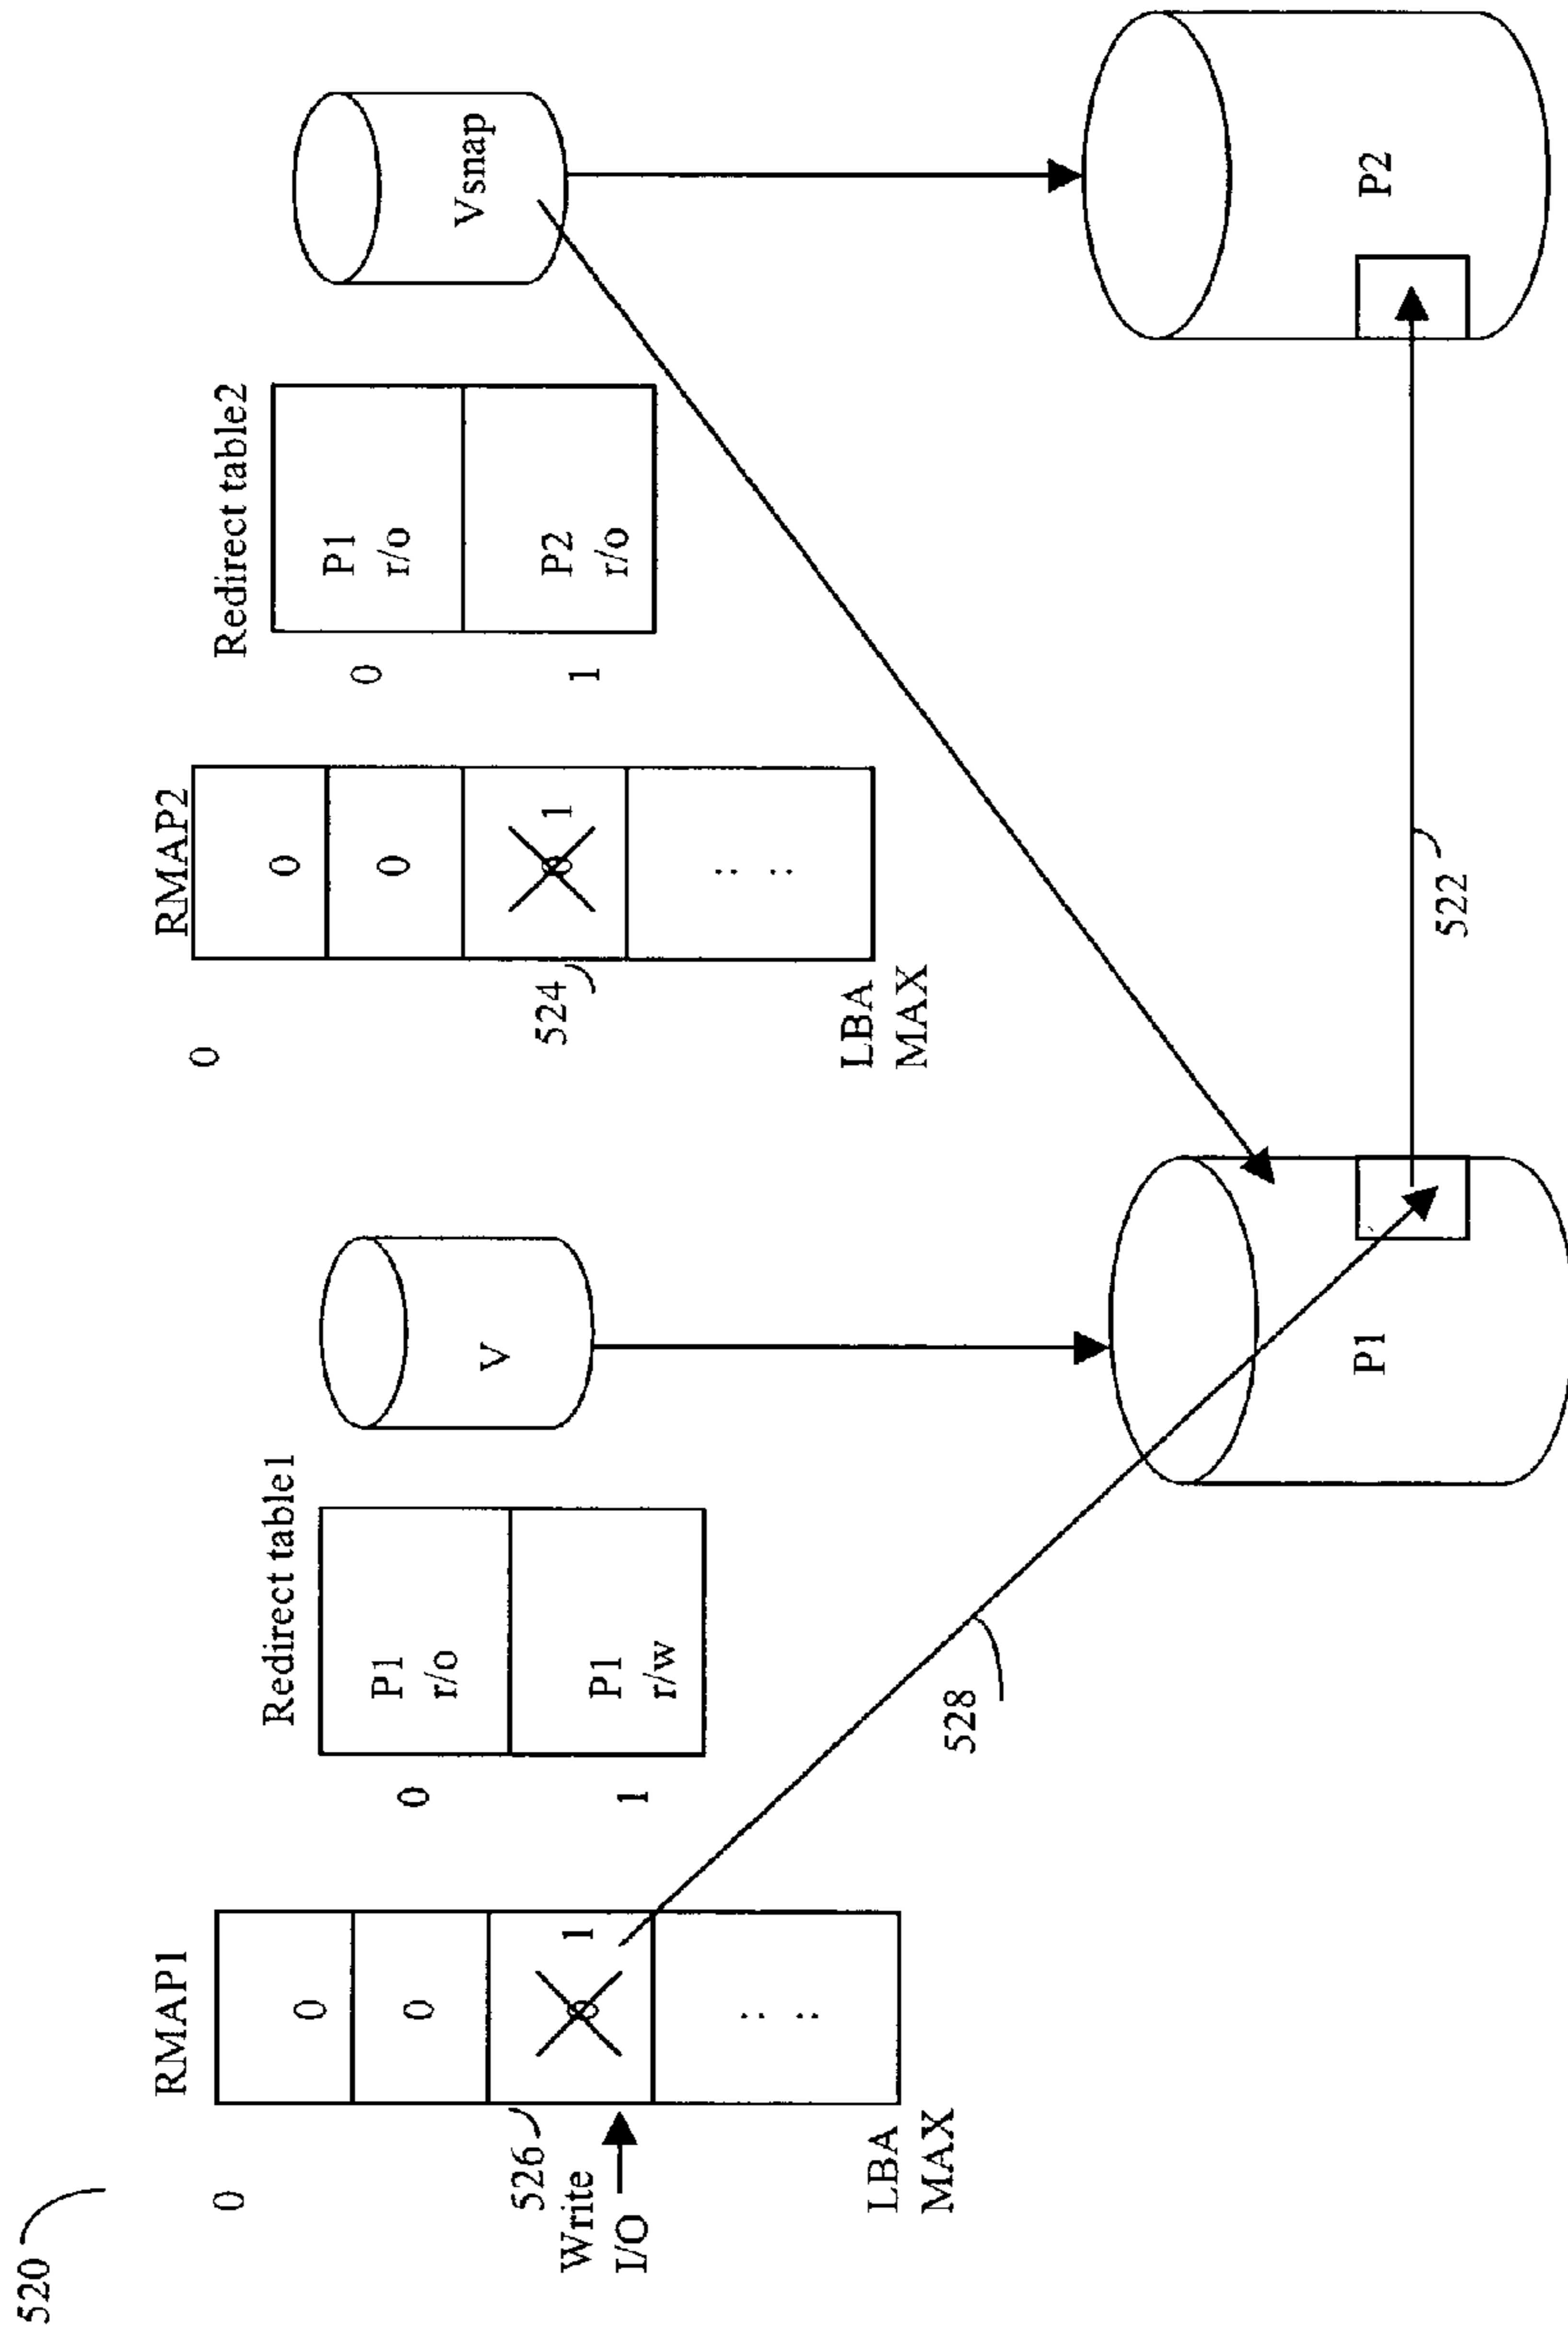 520
RMAP1
0
0
0
0 1
526
Write
I/O
LBA
MAX
Redirect table1
0
P1
r/o
1
P1
r/w
V
528
P1
RMAP2
0
0
0
0 1
524
LBA
MAX
Redirect table2
0
P1
r/o
1
P2
r/o
Vsnap
522
P2